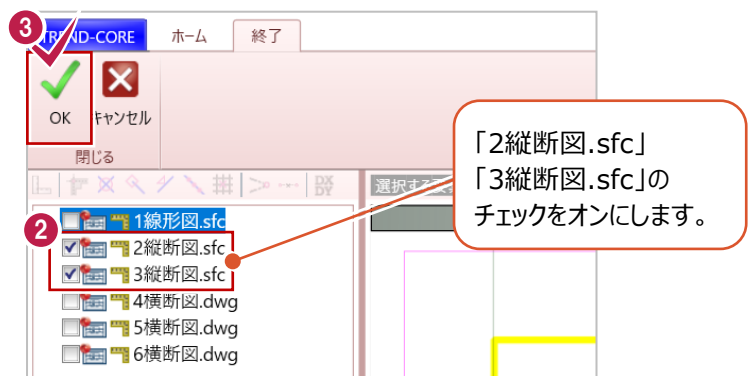 3
TREND-CORE ホーム 終了
OK キャンセル
閉じる
「2縦断図.sfc」
「3縦断図.sfc」の
チェックをオンにします。
2
1線形図.sfc
2縦断図.sfc
3縦断図.sfc
4横断図.dwg
5横断図.dwg
6横断図.dwg